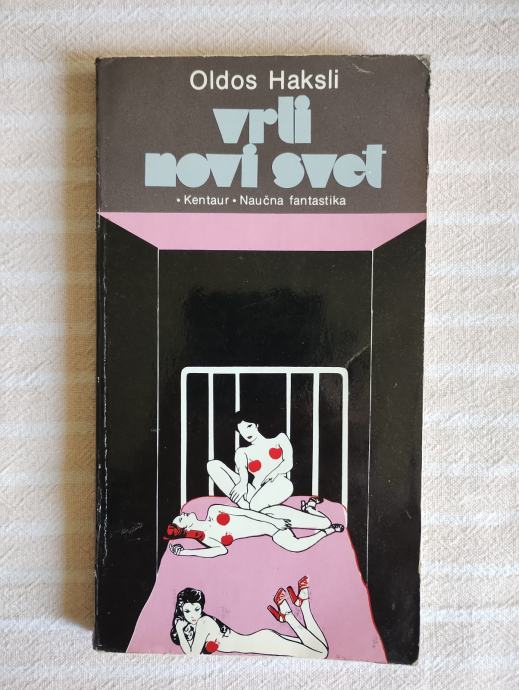 Oldos Haksli
vrli
novi svet
• Kentaur • Naučna fantastika